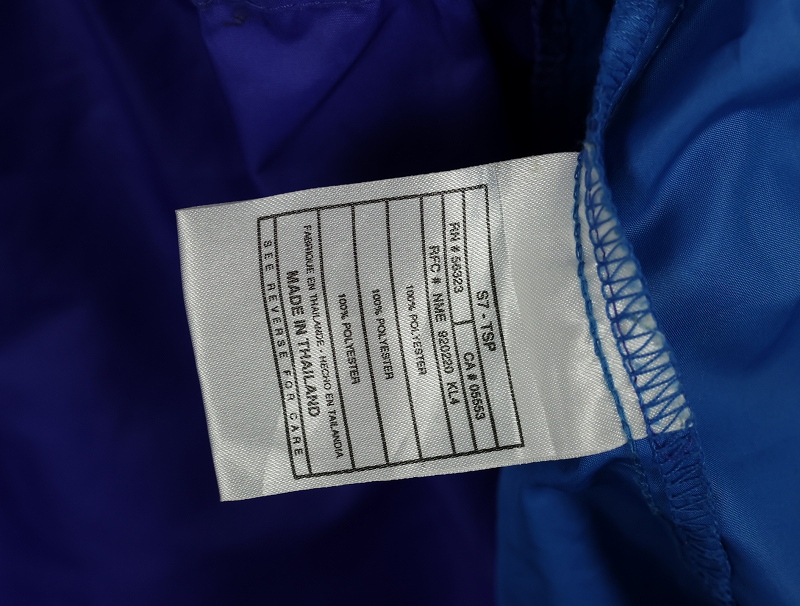 S7 - TSP
RN # 56323 CA # 05553
RFC # NME 920220 KL4
100% POLYESTER
100% POLYESTER
100% POLYESTER
FABRIQUE EN THAILANDE - HECHO EN TAILANDIA
MADE IN THAILAND
SEE REVERSE FOR CARE